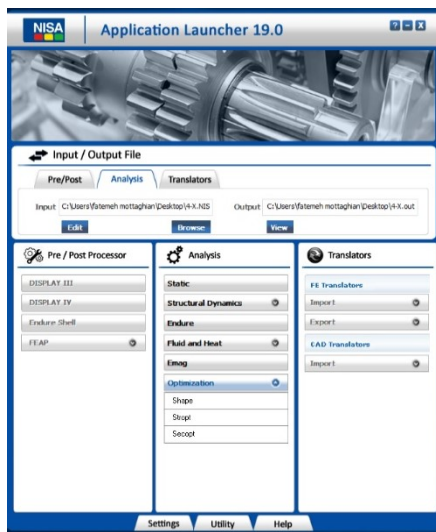 NISA
Application Launcher 19.0
? – X
Input / Output File
Pre/Post Analysis Translators
Input C:\Users\fatemeh mottaghian\Desktop\4-X.NIS Output C:\Users\fatemeh mottaghian\Desktop\4-X.out
Edit Browse View
Pre / Post Processor
DISPLAY III
DISPLAY IV
Endure Shell
FEAP
Analysis
Static
Structural Dynamics
Endure
Fluid and Heat
Emag
Optimization
Shape
Stropt
Secopt
Translators
FE Translators
Import
Export
CAD Translators
Import
Settings Utility Help